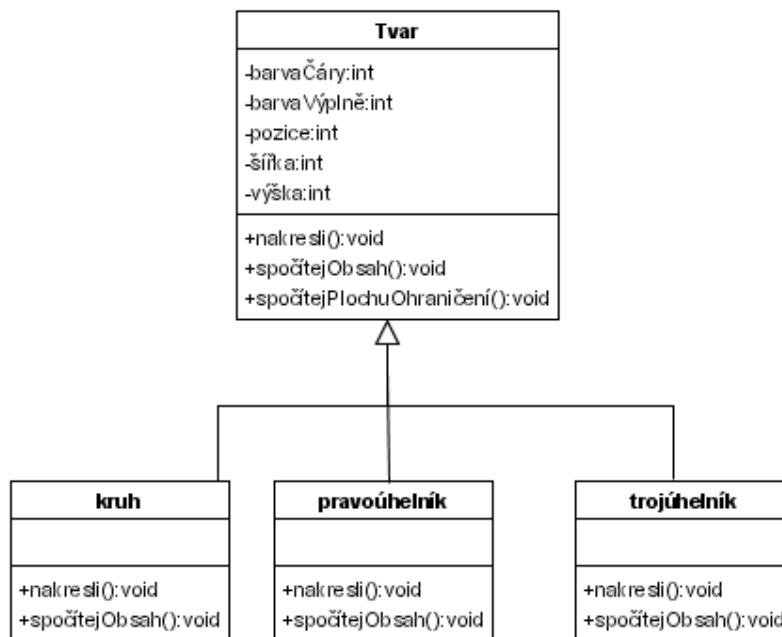 Tvar
-barvaČáry:int
-barvaVýplně:int
-pozice:int
-šířka:int
-výška:int
+nakresli():void
+spočítejObsah():void
+spočítejPlochuOhraničení():void
kruh
+nakresli():void
+spočítejObsah():void
pravoúhelník
+nakresli():void
+spočítejObsah():void
trojúhelník
+nakresli():void
+spočítejObsah():void